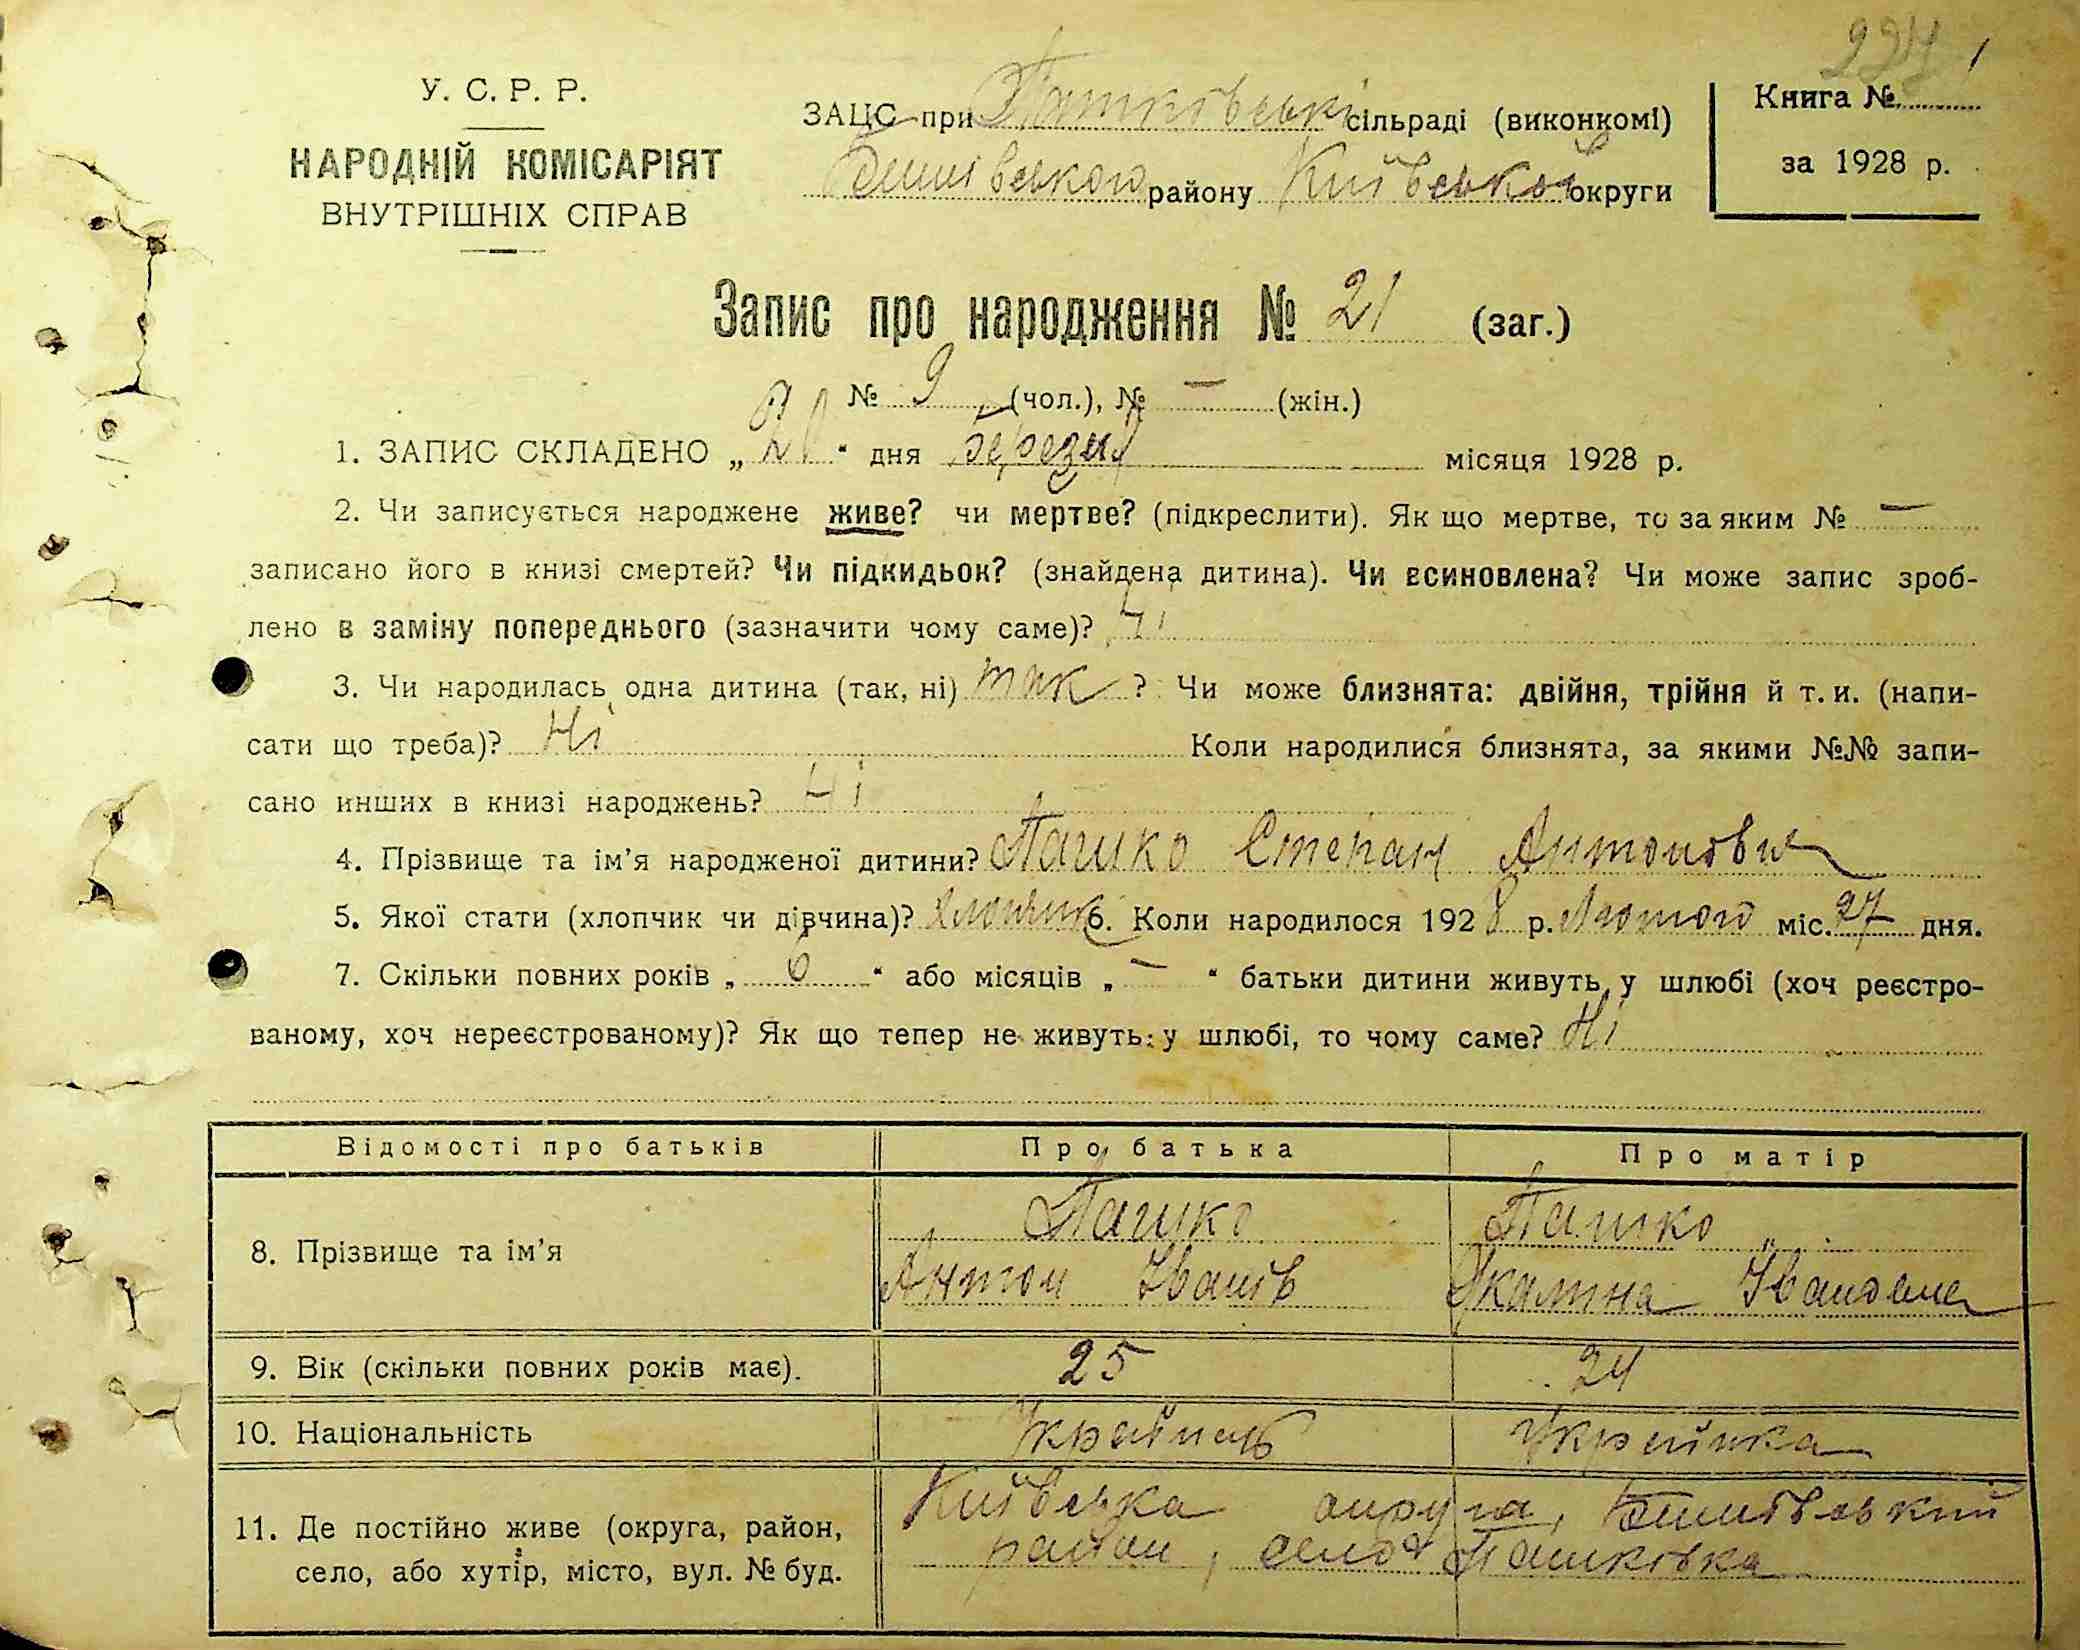 224
У. С. Р. Р.
НАРОДНІЙ КОМІСАРІЯТ
ВНУТРІШНІХ СПРАВ
ЗАЦС при Пашківські сільраді (виконкомі)
Бишівського району Київської округи
Книга №
за 1928 р.
Запис про народження № 21 (заг.)
№ 9 (чол.), № — (жін.)
1. ЗАПИС СКЛАДЕНО „ “ дня березня місяця 1928 р.
2. Чи записується народжене живе? чи мертве? (підкреслити). Як що мертве, то за яким № —
записано його в книзі смертей? Чи підкидьок? (знайдена дитина). Чи всиновлена? Чи може запис зроб-
лено в заміну попереднього (зазначити чому саме)? Ні
3. Чи народилась одна дитина (так, ні) так ? Чи може близнята: двійня, трійня й т. и. (напи-
сати що треба)? Ні Коли народилися близнята, за якими №№ запи-
сано инших в книзі народжень? Ні
4. Прізвище та ім’я народженої дитини? Пашко Степан Антонович
5. Якої стати (хлопчик чи дівчина)? хлопчик 6. Коли народилося 1928 р. Лютого міс. 27 дня.
7. Скільки повних років „ 6 “ або місяців „ — “ батьки дитини живуть у шлюбі (хоч реєстро-
ваному, хоч нереєстрованому)? Як що тепер не живуть у шлюбі, то чому саме? Ні
Відомості про батьків Про батька Про матір
8. Прізвище та ім’я Пашко Антон Іванів Пашко Якилина Івановна
9. Вік (скільки повних років має). 25 24
10. Національність Українець Українка
11. Де постійно живе (округа, район, Київська округа, Бишівський
село, або хутір, місто, вул. № буд. район, село Пашківка